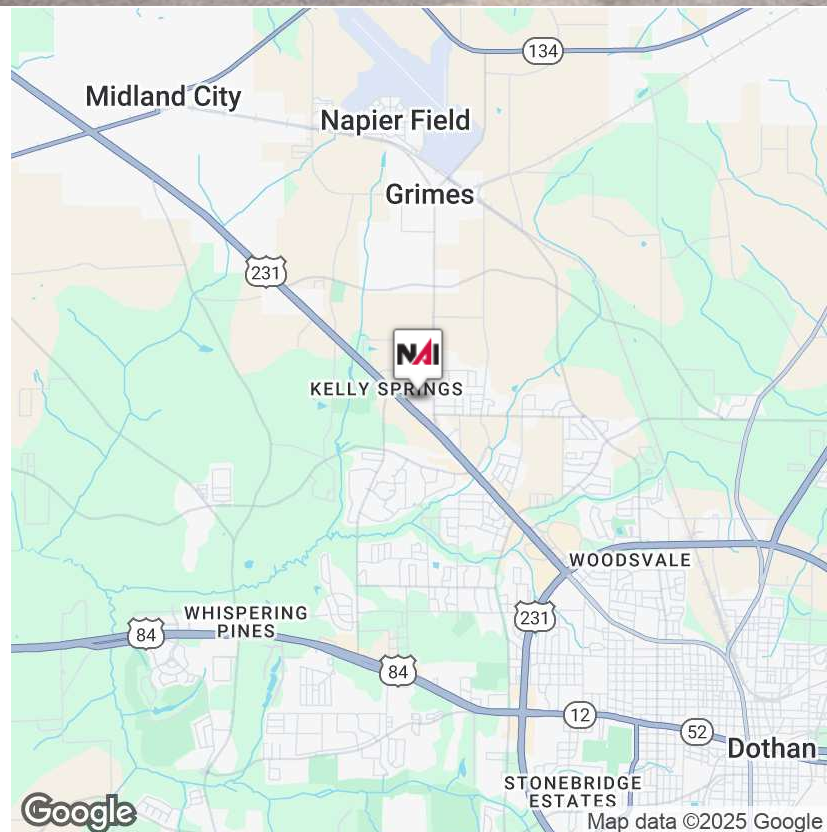 134
Midland City
Napier Field
Grimes
231
NAI
KELLY SPRINGS
WOODSVALE
WHISPERING
PINES
231
84
84
12
52
Dothan
STONEBRIDGE
ESTATES
Google
Map data ©2025 Google